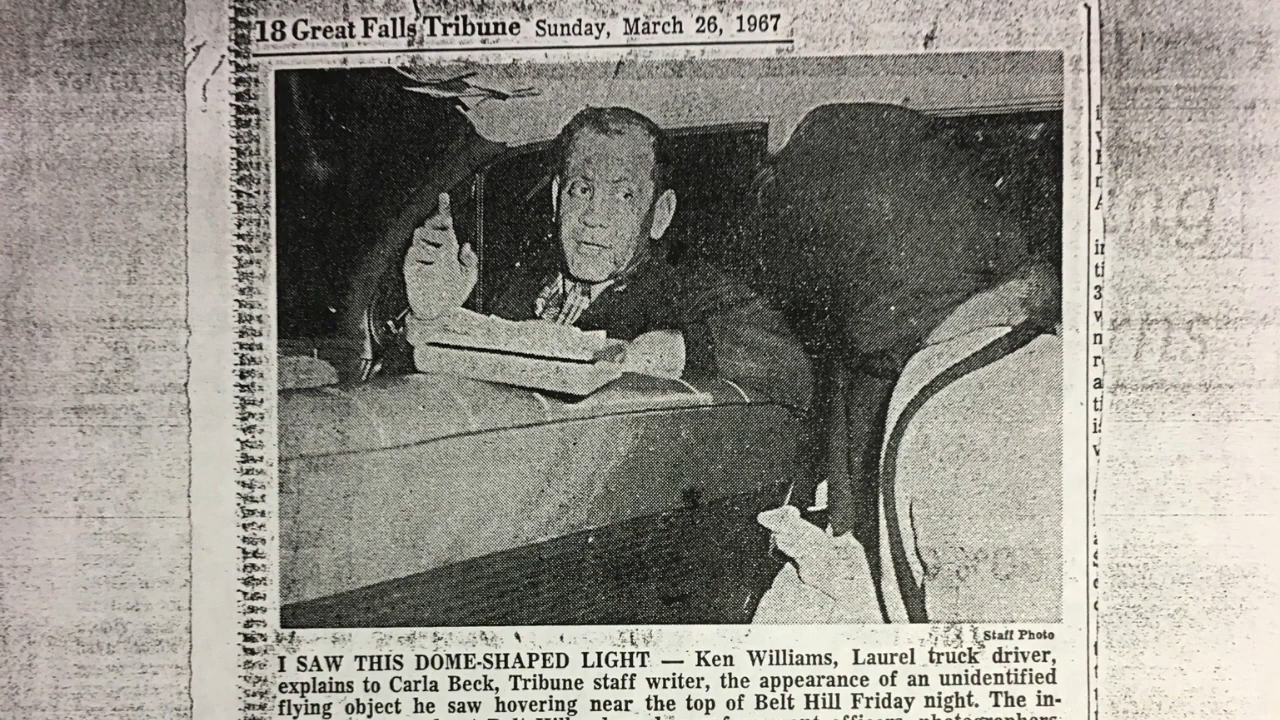 18 Great Falls Tribune Sunday, March 26, 1967
Staff Photo
I SAW THIS DOME-SHAPED LIGHT — Ken Williams, Laurel truck driver,
explains to Carla Beck, Tribune staff writer, the appearance of an unidentified
flying object he saw hovering near the top of Belt Hill Friday night. The in-